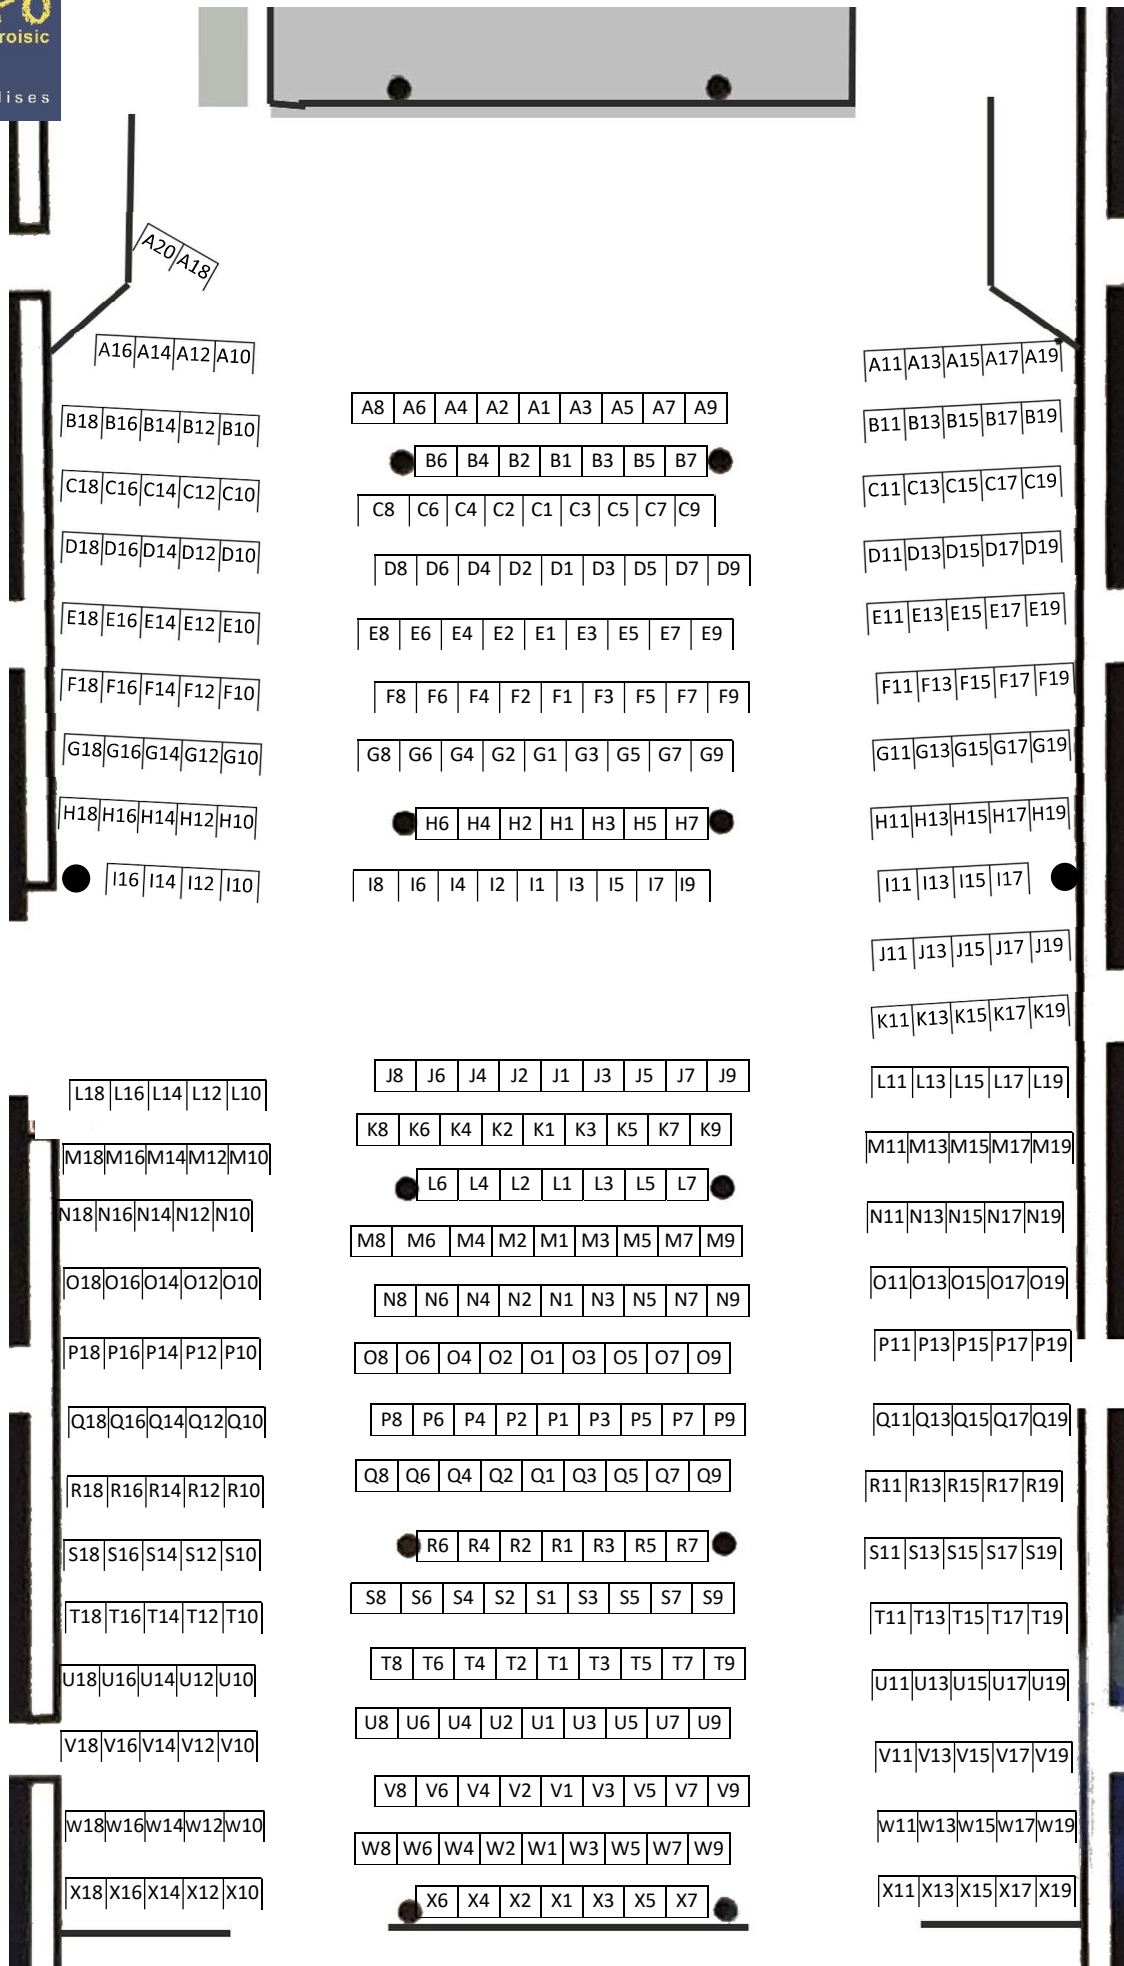 roisic
lises
A20 A18
A16 A14 A12 A10
A11 A13 A15 A17 A19
A8 A6 A4 A2 A1 A3 A5 A7 A9
B18 B16 B14 B12 B10
B11 B13 B15 B17 B19
B6 B4 B2 B1 B3 B5 B7
C18 C16 C14 C12 C10
C11 C13 C15 C17 C19
C8 C6 C4 C2 C1 C3 C5 C7 C9
D18 D16 D14 D12 D10
D11 D13 D15 D17 D19
D8 D6 D4 D2 D1 D3 D5 D7 D9
E18 E16 E14 E12 E10
E11 E13 E15 E17 E19
E8 E6 E4 E2 E1 E3 E5 E7 E9
F18 F16 F14 F12 F10
F11 F13 F15 F17 F19
F8 F6 F4 F2 F1 F3 F5 F7 F9
G18 G16 G14 G12 G10
G8 G6 G4 G2 G1 G3 G5 G7 G9
G11 G13 G15 G17 G19
H18 H16 H14 H12 H10
H6 H4 H2 H1 H3 H5 H7
H11 H13 H15 H17 H19
I16 I14 I12 I10
I8 I6 I4 I2 I1 I3 I5 I7 I9
I11 I13 I15 I17
J11 J13 J15 J17 J19
K11 K13 K15 K17 K19
J8 J6 J4 J2 J1 J3 J5 J7 J9
L18 L16 L14 L12 L10
L11 L13 L15 L17 L19
K8 K6 K4 K2 K1 K3 K5 K7 K9
M18 M16 M14 M12 M10
M11 M13 M15 M17 M19
L6 L4 L2 L1 L3 L5 L7
N18 N16 N14 N12 N10
N11 N13 N15 N17 N19
M8 M6 M4 M2 M1 M3 M5 M7 M9
O18 O16 O14 O12 O10
O11 O13 O15 O17 O19
N8 N6 N4 N2 N1 N3 N5 N7 N9
P18 P16 P14 P12 P10
P11 P13 P15 P17 P19
O8 O6 O4 O2 O1 O3 O5 O7 O9
Q18 Q16 Q14 Q12 Q10
P8 P6 P4 P2 P1 P3 P5 P7 P9
Q11 Q13 Q15 Q17 Q19
Q8 Q6 Q4 Q2 Q1 Q3 Q5 Q7 Q9
R18 R16 R14 R12 R10
R11 R13 R15 R17 R19
R6 R4 R2 R1 R3 R5 R7
S18 S16 S14 S12 S10
S11 S13 S15 S17 S19
S8 S6 S4 S2 S1 S3 S5 S7 S9
T18 T16 T14 T12 T10
T11 T13 T15 T17 T19
T8 T6 T4 T2 T1 T3 T5 T7 T9
U18 U16 U14 U12 U10
U11 U13 U15 U17 U19
U8 U6 U4 U2 U1 U3 U5 U7 U9
V18 V16 V14 V12 V10
V11 V13 V15 V17 V19
V8 V6 V4 V2 V1 V3 V5 V7 V9
w18 w16 w14 w12 w10
w11 w13 w15 w17 w19
W8 W6 W4 W2 W1 W3 W5 W7 W9
X18 X16 X14 X12 X10
X6 X4 X2 X1 X3 X5 X7
X11 X13 X15 X17 X19